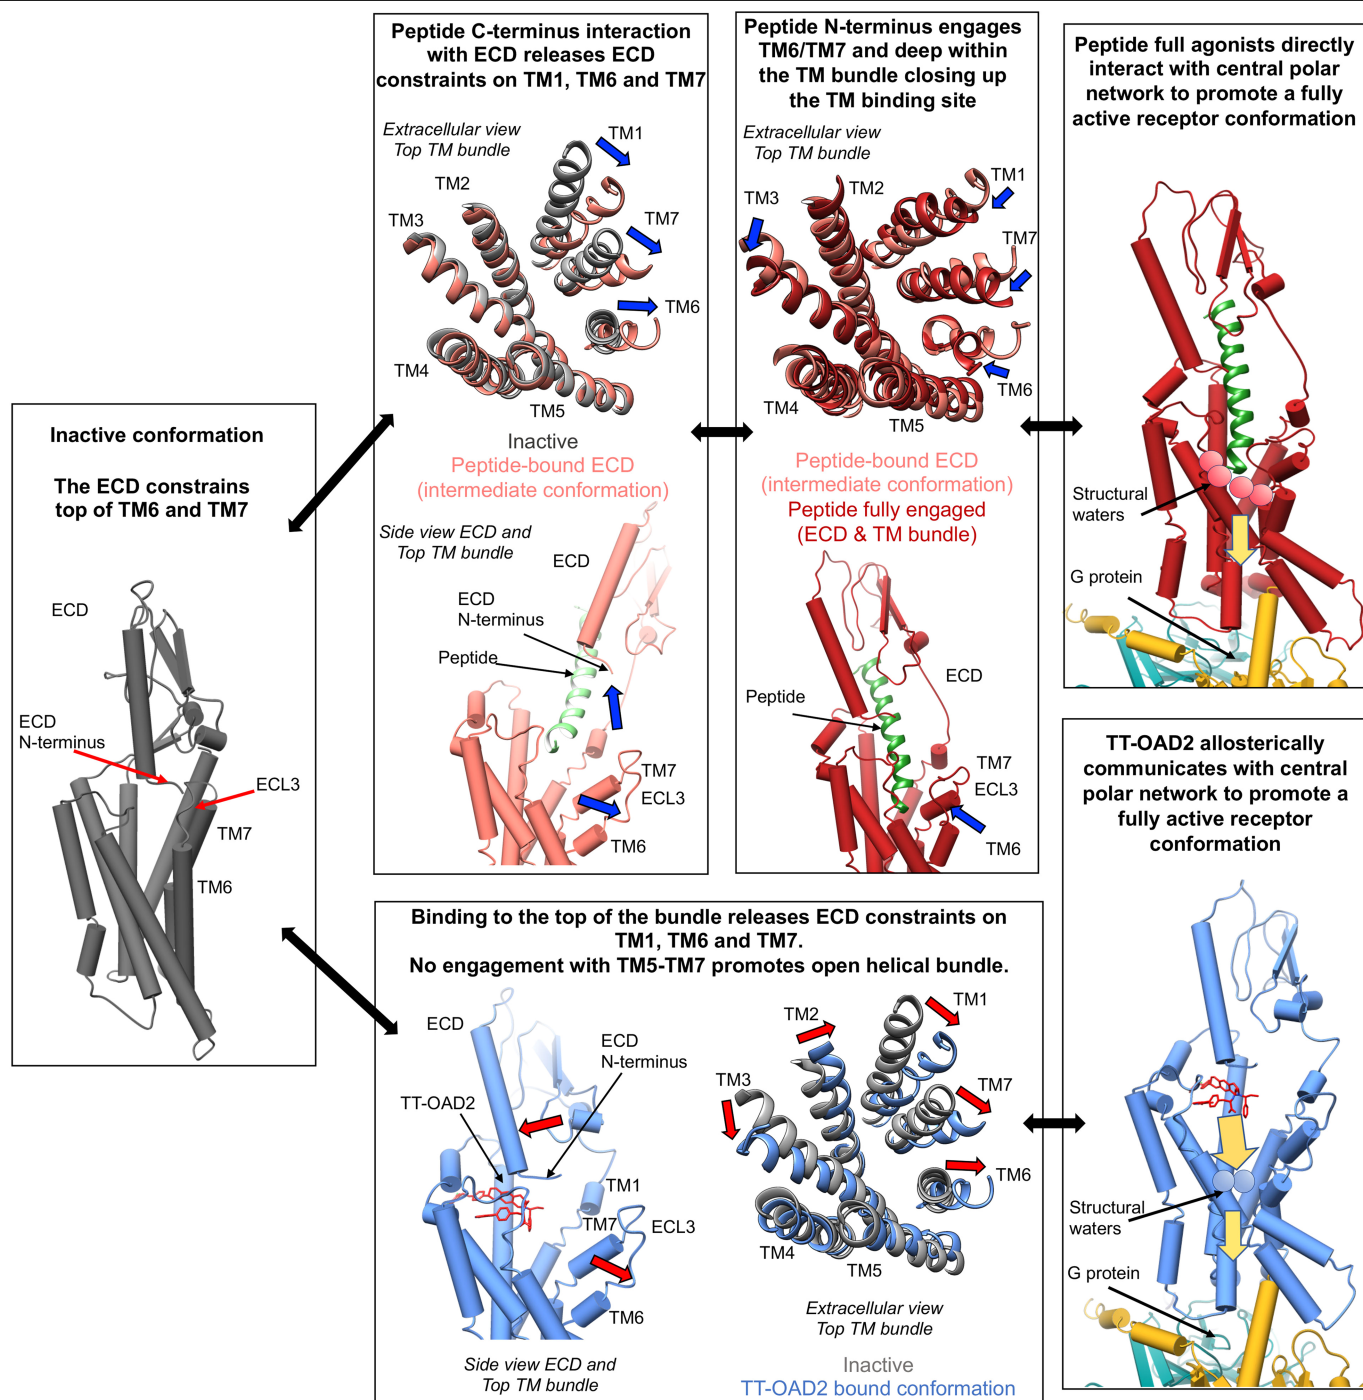 Inactive conformation
The ECD constrains
top of TM6 and TM7
ECD
ECD
N-terminus
ECL3
TM7
TM6
Peptide C-terminus interaction
with ECD releases ECD
constraints on TM1, TM6 and TM7
Extracellular view
Top TM bundle
TM1
TM2
TM3
TM7
TM6
TM4
TM5
Inactive
Peptide-bound ECD
(intermediate conformation)
Side view ECD and
Top TM bundle
ECD
ECD
N-terminus
Peptide
TM7
ECL3
TM6
Peptide N-terminus engages
TM6/TM7 and deep within
the TM bundle closing up
the TM binding site
Extracellular view
Top TM bundle
TM1
TM2
TM3
TM7
TM6
TM4
TM5
Peptide-bound ECD
(intermediate conformation)
Peptide fully engaged
(ECD & TM bundle)
ECD
Peptide
TM7
ECL3
TM6
Peptide full agonists directly
interact with central polar
network to promote a fully
active receptor conformation
Structural
waters
G protein
Binding to the top of the bundle releases ECD constraints on
TM1, TM6 and TM7.
No engagement with TM5-TM7 promotes open helical bundle.
ECD
ECD
N-terminus
TT-OAD2
TM1
TM7
ECL3
TM6
Side view ECD and
Top TM bundle
TM1
TM2
TM3
TM7
TM6
TM4
TM5
Extracellular view
Top TM bundle
Inactive
TT-OAD2 bound conformation
TT-OAD2 allosterically
communicates with central
polar network to promote a
fully active receptor
conformation
Structural
waters
G protein